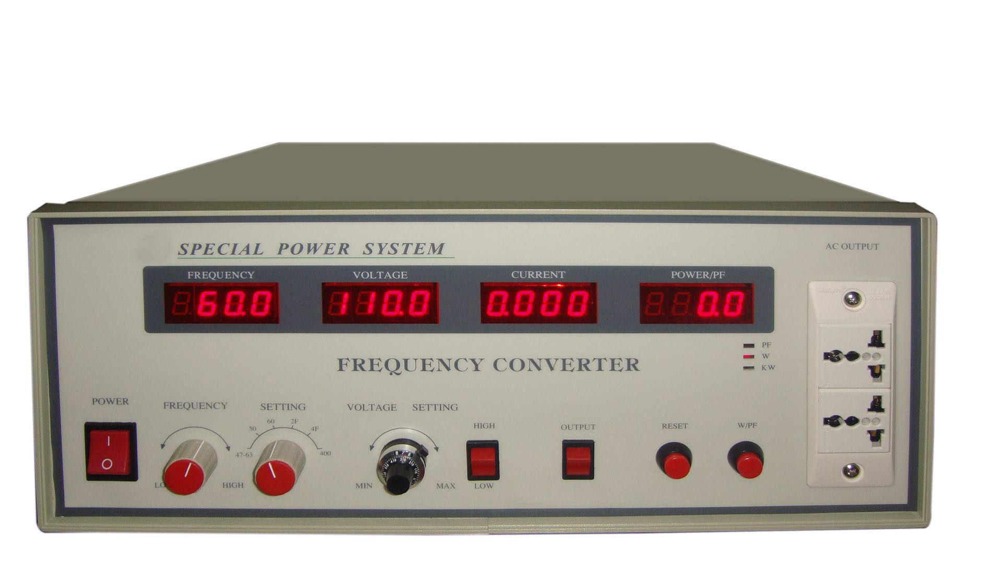 SPECIAL POWER SYSTEM
AC OUTPUT
FREQUENCY VOLTAGE CURRENT POWER/PF
60.0 110.0 0.000 0.0
PF
W
KW
FREQUENCY CONVERTER
POWER
FREQUENCY SETTING
VOLTAGE SETTING
47-63 50 60 2F 4F 400
HIGH
OUTPUT
RESET
W/PF
I
O
HIGH
MIN MAX
LOW